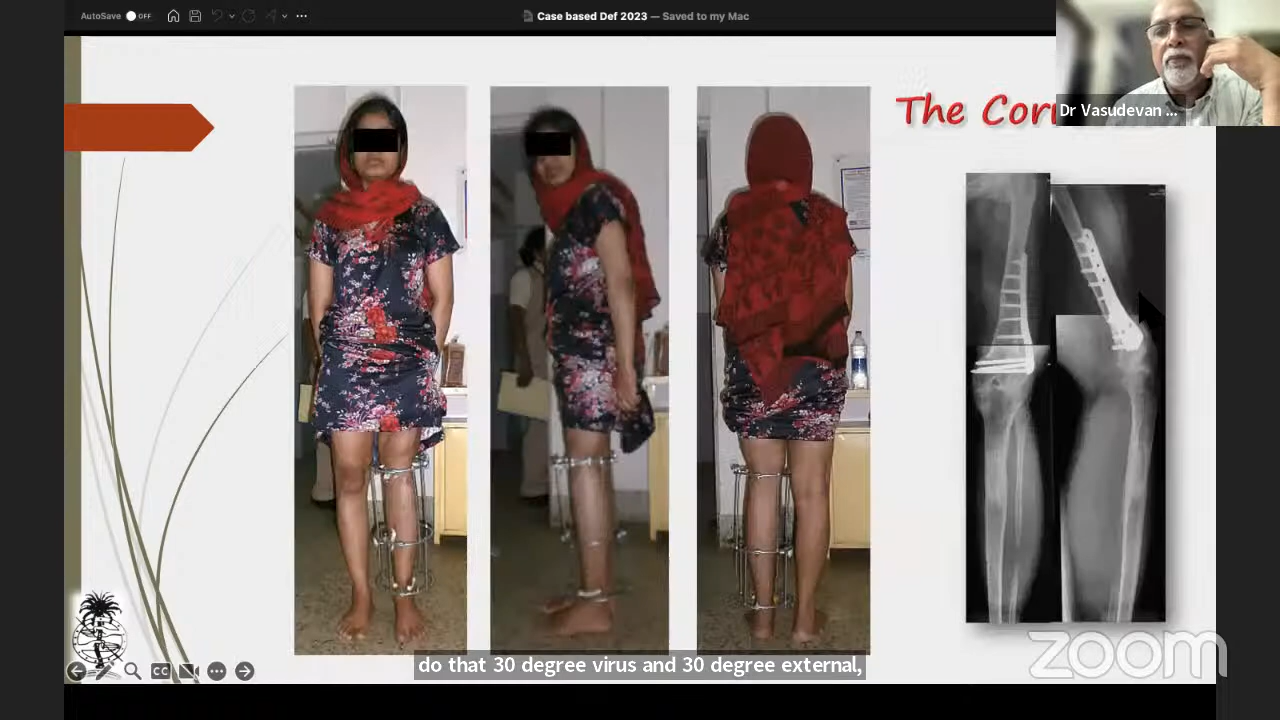 AutoSave OFF
Case based Def 2023 — Saved to my Mac
The Cor
Dr Vasudevan ...
CC
do that 30 degree virus and 30 degree external,
zoom